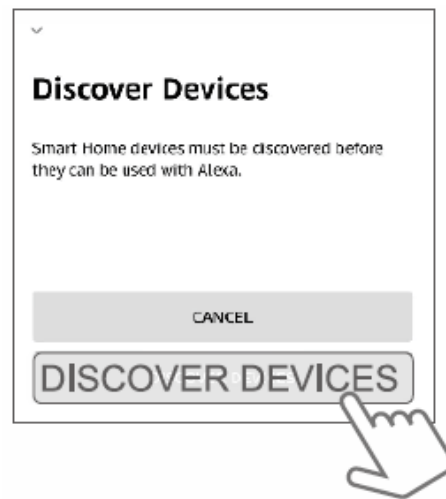 Discover Devices
Smart Home devices must be discovered before
they can be used with Alexa.
CANCEL
DISCOVER DEVICES